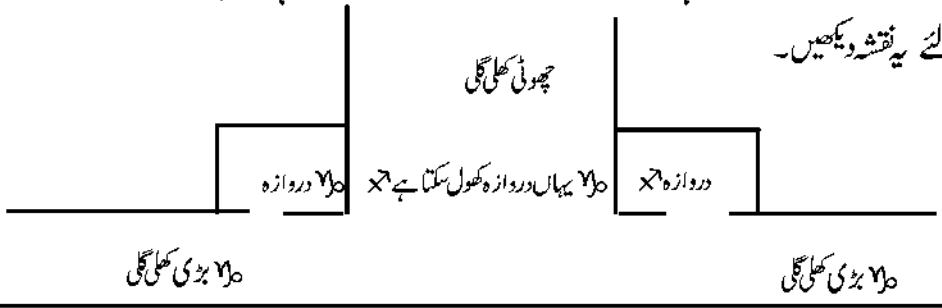 لئے یہ نقشہ دیکھیں۔
چھوٹی کھلی گلی
دروازہ ♐ ♑ یہاں دروازہ کھول سکتا ہے ♐ ♑ دروازہ
♑ بڑی کھلی گلی ♑ بڑی کھلی گلی